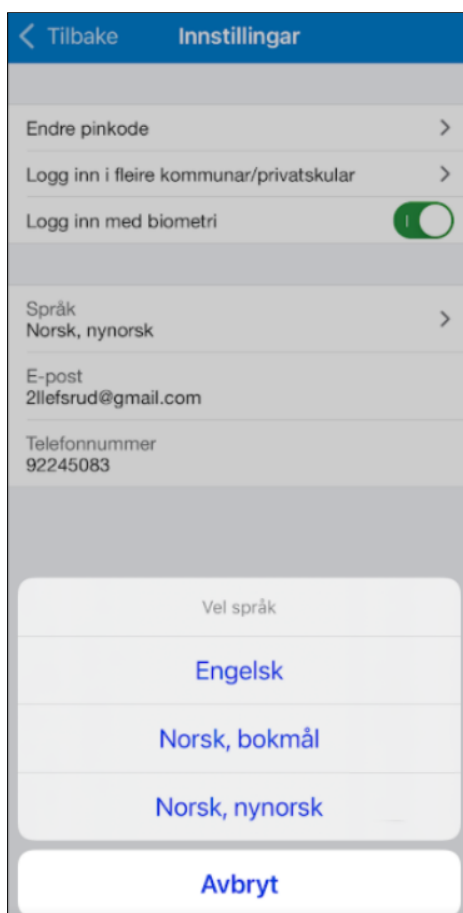 Tilbake Innstillingar
Endre pinkode
Logg inn i fleire kommunar/privatskular
Logg inn med biometri
Språk
Norsk, nynorsk
E-post
2llefsrud@gmail.com
Telefonnummer
92245083
Vel språk
Engelsk
Norsk, bokmål
Norsk, nynorsk
Avbryt